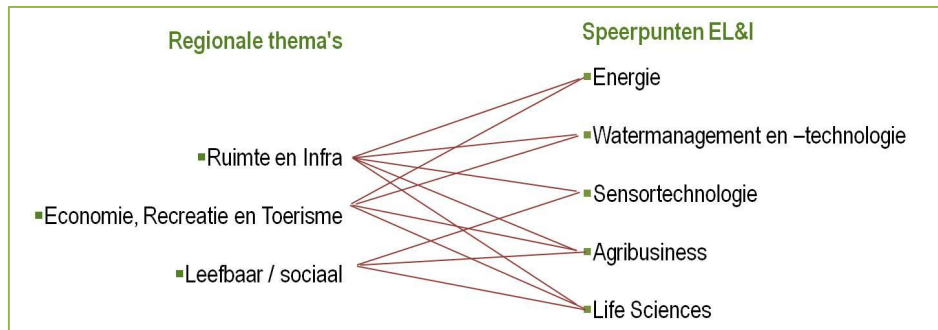 Regionale thema's
▪Ruimte en Infra
▪Economie, Recreatie en Toerisme
▪Leefbaar / sociaal
Speerpunten EL&I
▪Energie
▪Watermanagement en –technologie
▪Sensortechnologie
▪Agribusiness
▪Life Sciences